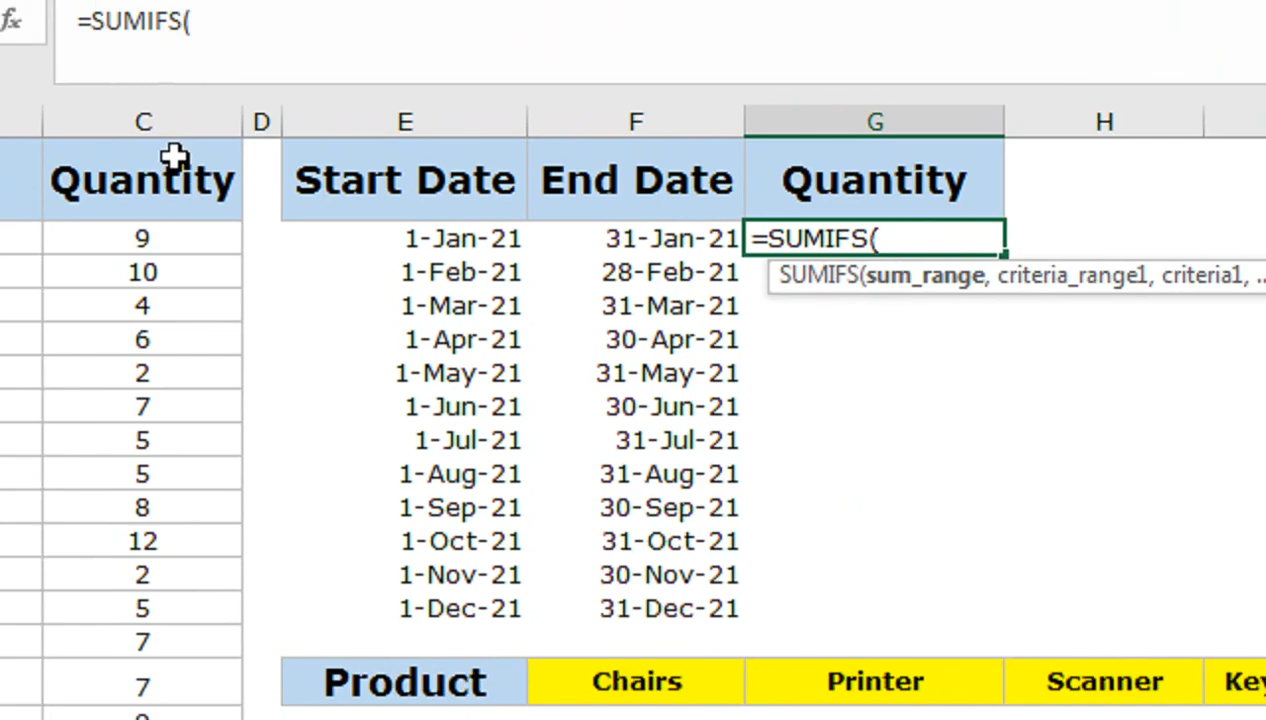 fx =SUMIFS(
C D E F G H
Quantity Start Date End Date Quantity
9 1-Jan-21 31-Jan-21 =SUMIFS(
10 1-Feb-21 28-Feb-21 SUMIFS(sum_range, criteria_range1, criteria1, ..
4 1-Mar-21 31-Mar-21
6 1-Apr-21 30-Apr-21
2 1-May-21 31-May-21
7 1-Jun-21 30-Jun-21
5 1-Jul-21 31-Jul-21
5 1-Aug-21 31-Aug-21
8 1-Sep-21 30-Sep-21
12 1-Oct-21 31-Oct-21
2 1-Nov-21 30-Nov-21
5 1-Dec-21 31-Dec-21
7
7 Product Chairs Printer Scanner